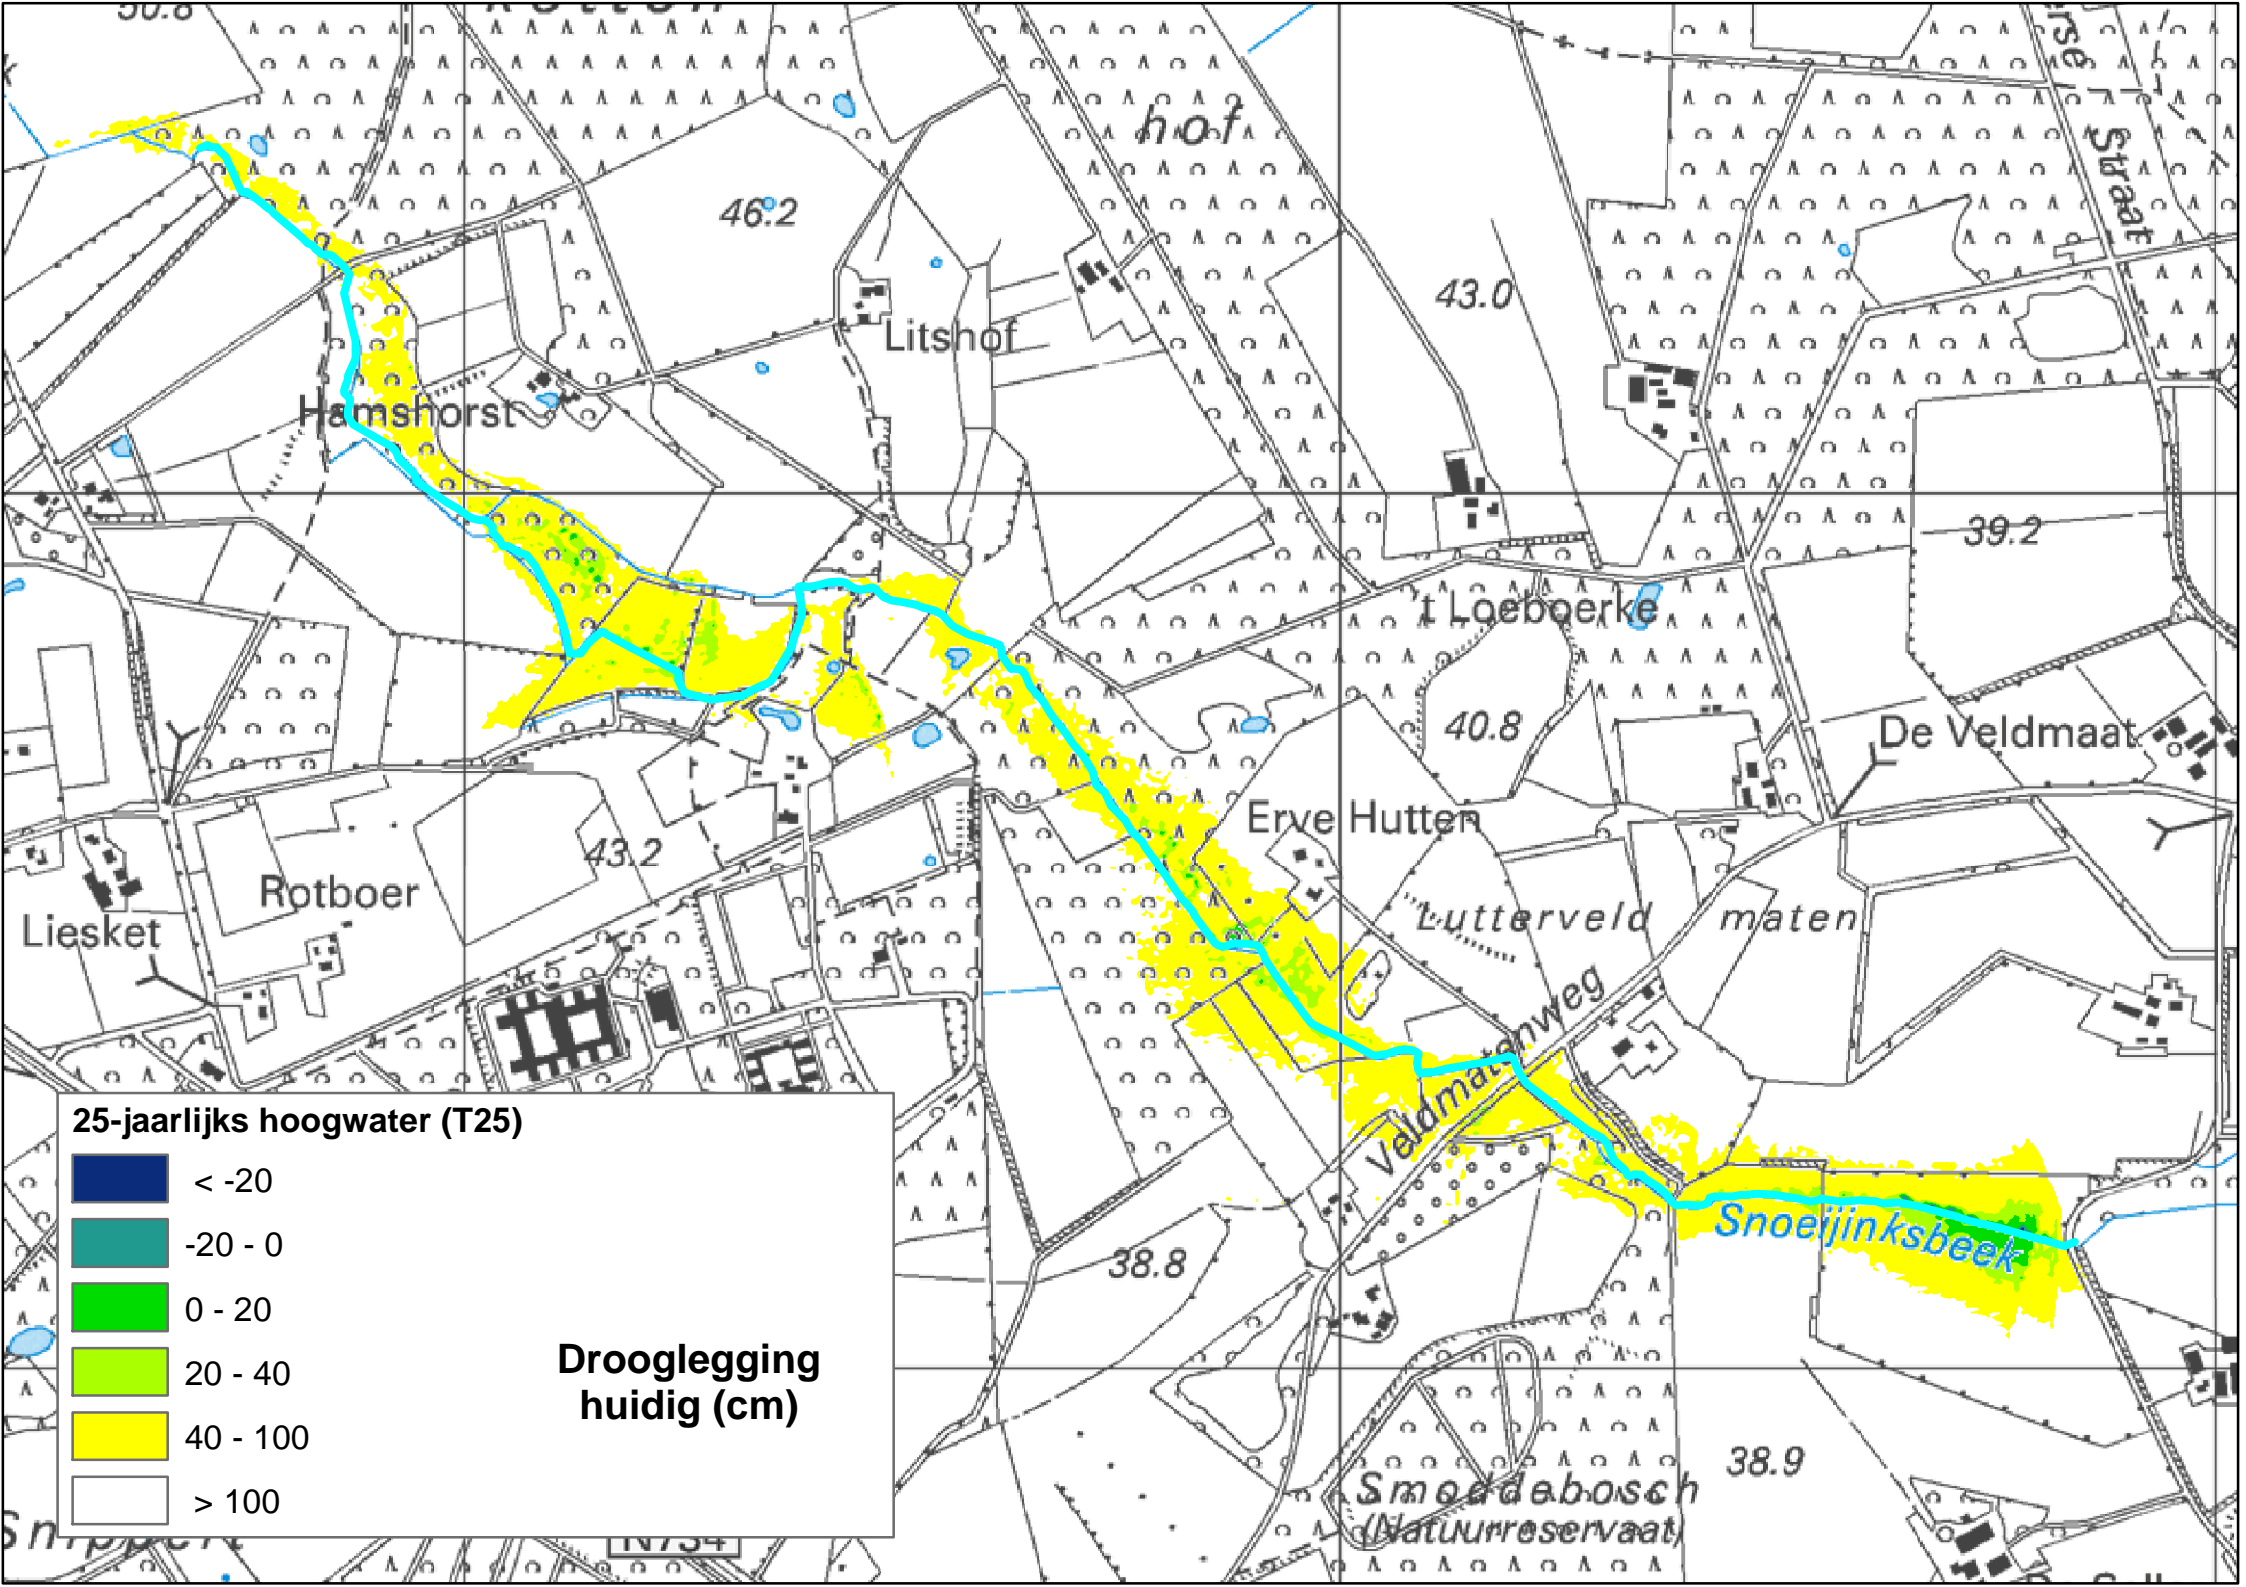 50.8
hof
Straat
46.2
43.0
Litshof
Hamshorst
39.2
't Loeboerke
40.8
De Veldmaat
Erve Hutten
43.2
Rotboer
Liesket
Lutterveld maten
Veldmatenweg
25-jaarlijks hoogwater (T25)
< -20
-20 - 0
0 - 20
20 - 40
40 - 100
> 100
Drooglegging
huidig (cm)
Snoeijinksbeek
38.8
38.9
Smoddebosch
(Natuurreservaat)
N734